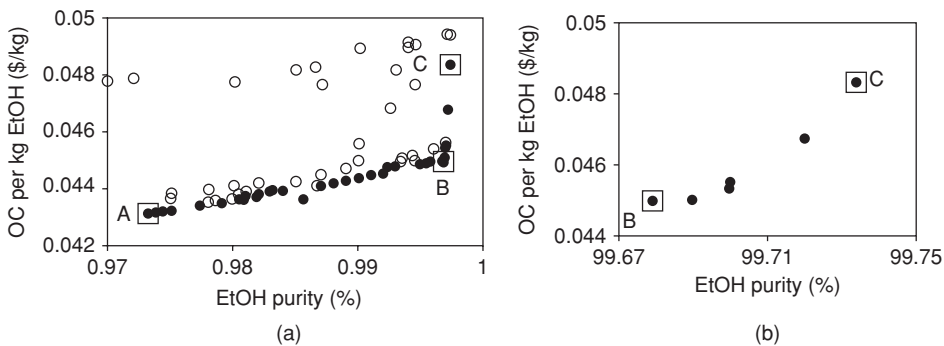 OC per kg EtOH ($/kg)
0.05
0.048
0.046
0.044
0.042
A
B
C
0.97
0.98
0.99
1
EtOH purity (%)
(a)
OC per kg EtOH ($/kg)
0.05
0.048
0.046
0.044
B
C
99.67
99.71
99.75
EtOH purity (%)
(b)